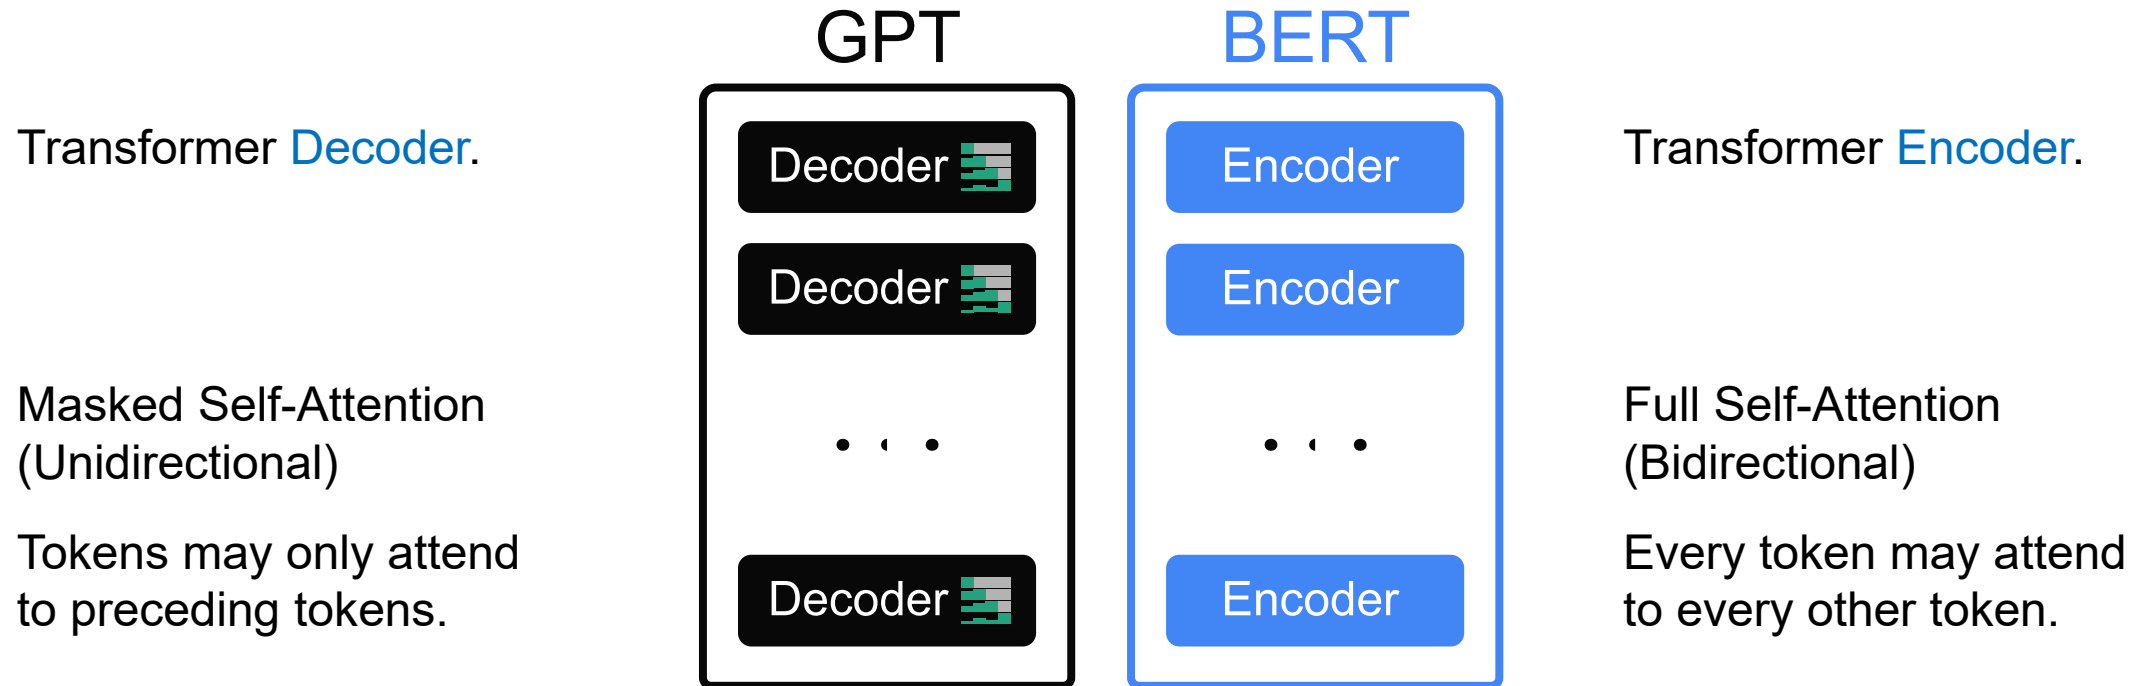 GPT
BERT
Transformer Decoder.
Decoder
Encoder
Transformer Encoder.
Decoder
Encoder
Masked Self-Attention
(Unidirectional)
. . .
. . .
Full Self-Attention
(Bidirectional)
Tokens may only attend
to preceding tokens.
Decoder
Encoder
Every token may attend
to every other token.